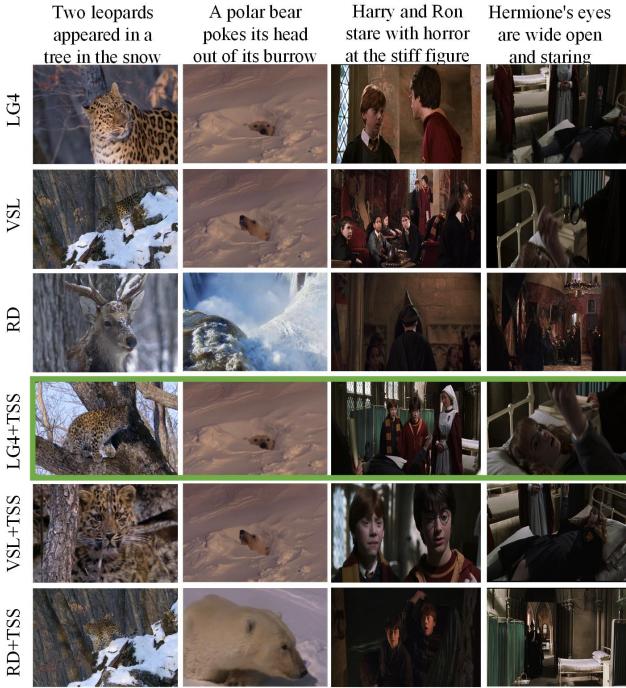 Two leopards
appeared in a
tree in the snow
A polar bear
pokes its head
out of its burrow
Harry and Ron
stare with horror
at the stiff figure
Hermione's eyes
are wide open
and staring
LG4
VSL
RD
LG4+TSS
VSL+TSS
RD+TSS